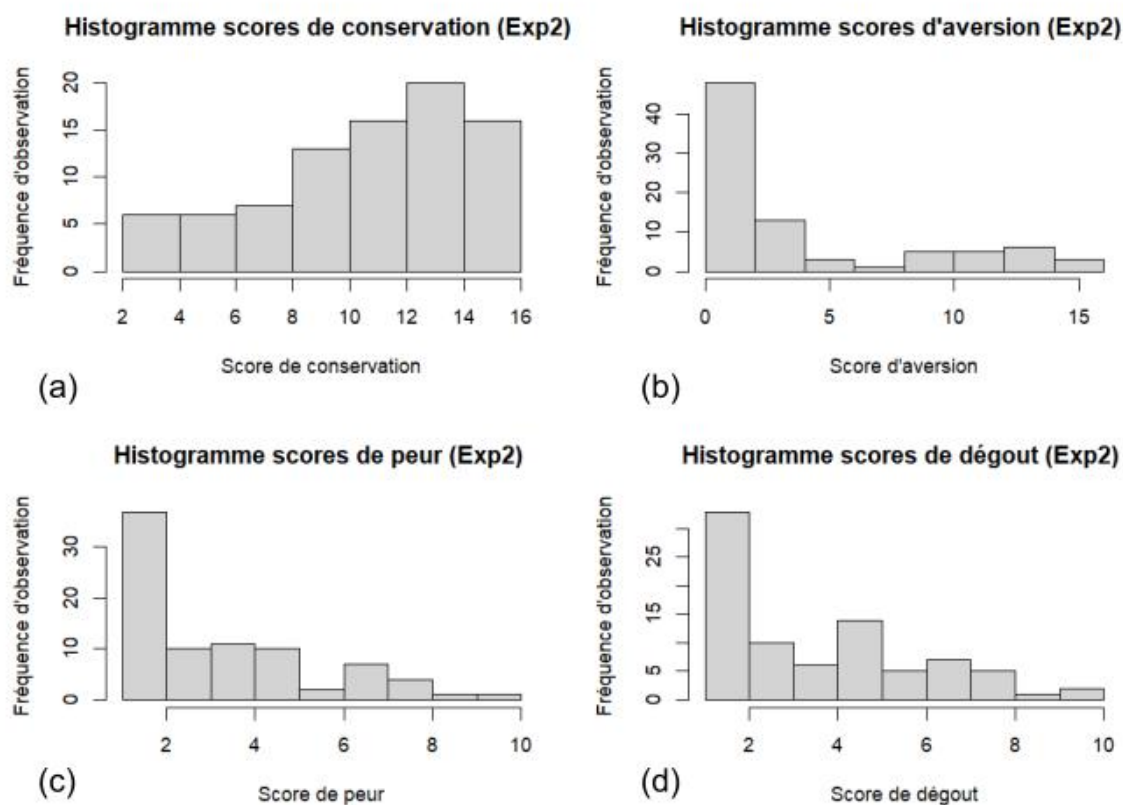 Histogramme scores de conservation (Exp2)
Fréquence d'observation
20
15
10
5
0
2 4 6 8 10 12 14 16
Score de conservation
(a)
Histogramme scores d'aversion (Exp2)
Fréquence d'observation
40
30
20
10
0
0 5 10 15
Score d'aversion
(b)
Histogramme scores de peur (Exp2)
Fréquence d'observation
30
20
10
0
2 4 6 8 10
Score de peur
(c)
Histogramme scores de dégout (Exp2)
Fréquence d'observation
25
15
5
0
2 4 6 8 10
Score de dégout
(d)